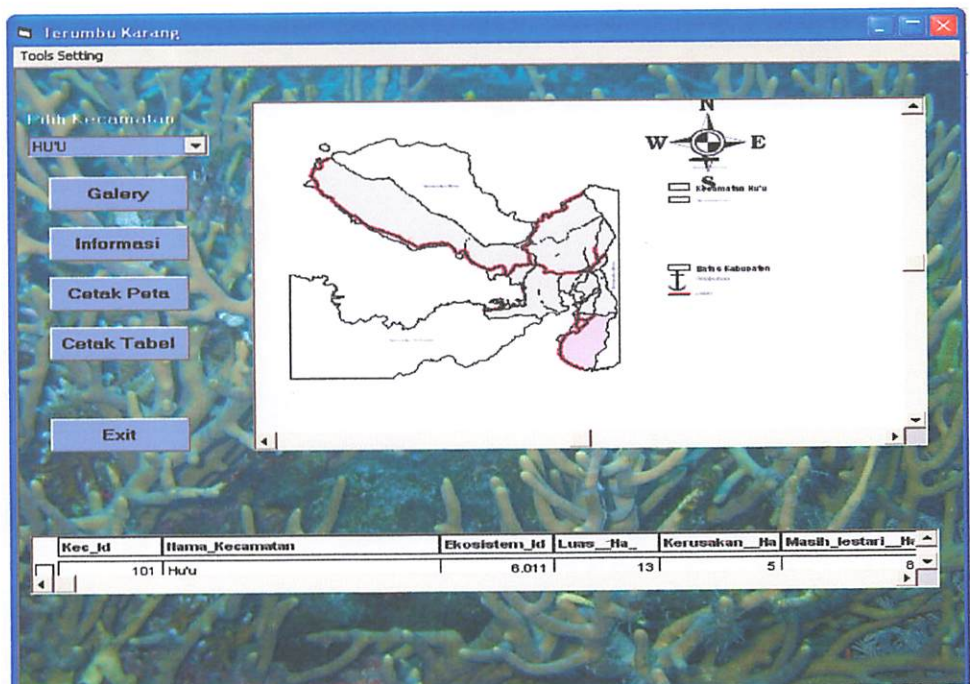 Terumbu Karang
Tools Setting
Pilih Kecamatan
HU'U
Galery
Informasi
Cetak Peta
Cetak Tabel
Exit
N
W E
S
Kecamatan Hu'u
Batas Kabupaten
Kec_Id Nama_Kecamatan Ekosistem_Id Luas__Ha_ Kerusakan__Ha Masih_lestari__Ha
101 Hu'u 6.011 13 5 8